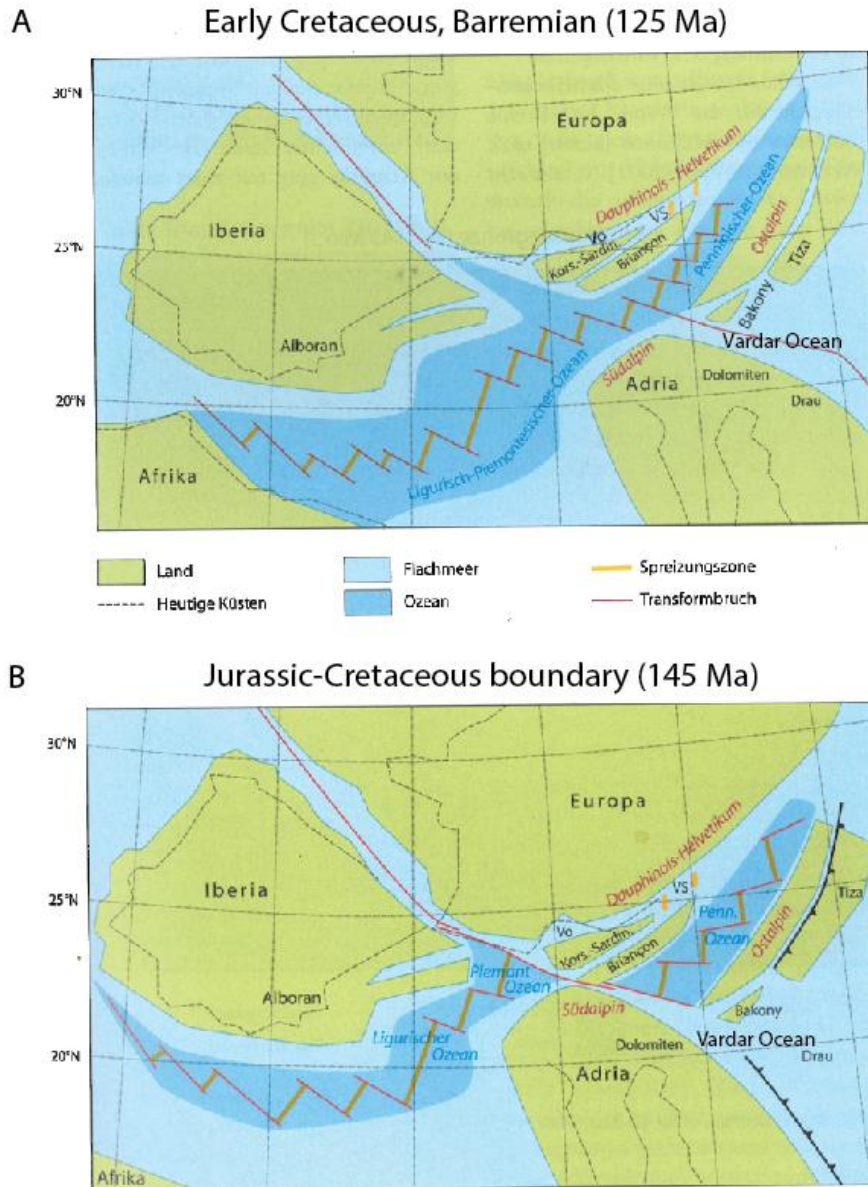 A
Early Cretaceous, Barremian (125 Ma)
30°N
25°N
20°N
Europa
Iberia
Dauphinois-Helvetikum
Vo
VS
Kors.-Sardin.
Briançon
Penninischer-Ozean
Ostalpin
Tiza
Bakony
Alboran
Vardar Ocean
Südalpin
Adria
Dolomiten
Drau
Ligurisch-Piemontesischer-Ozean
Afrika
Land
Flachmeer
Spreizungszone
Heutige Küsten
Ozean
Transformbruch
B
Jurassic-Cretaceous boundary (145 Ma)
30°N
25°N
20°N
Europa
Iberia
Dauphinois-Helvetikum
VS
Vo
Kors.-Sardin.
Briançon
Penn.
Ozean
Ostalpin
Tiza
Piemont
Ozean
Alboran
Südalpin
Bakony
Ligurischer
Ozean
Vardar Ocean
Dolomiten
Drau
Adria
Afrika